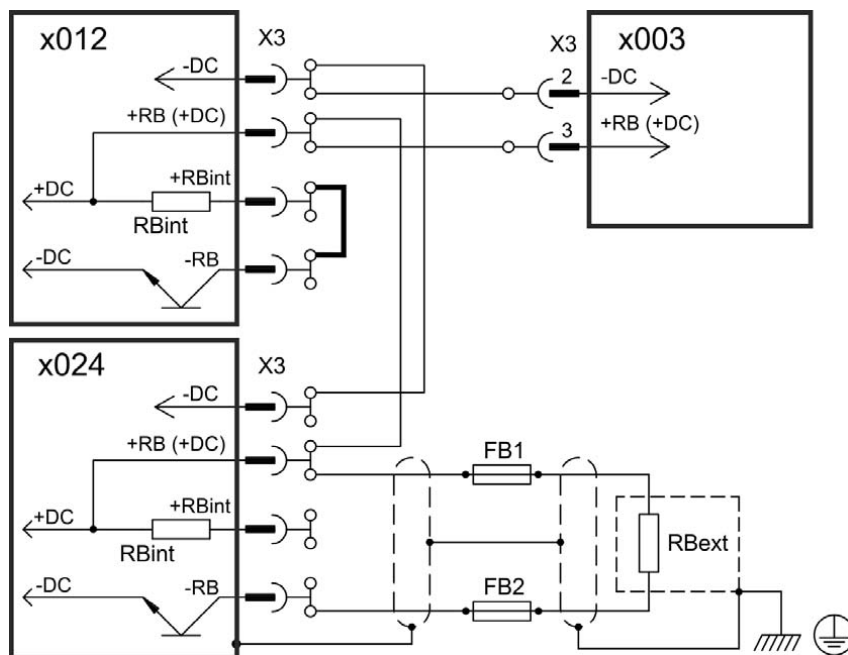 x012
X3
-DC
+RB (+DC)
+DC
+RBint
RBint
-DC
-RB
X3
x003
2
-DC
3
+RB (+DC)
x024
X3
-DC
+RB (+DC)
+DC
+RBint
RBint
-DC
-RB
FB1
FB2
RBext